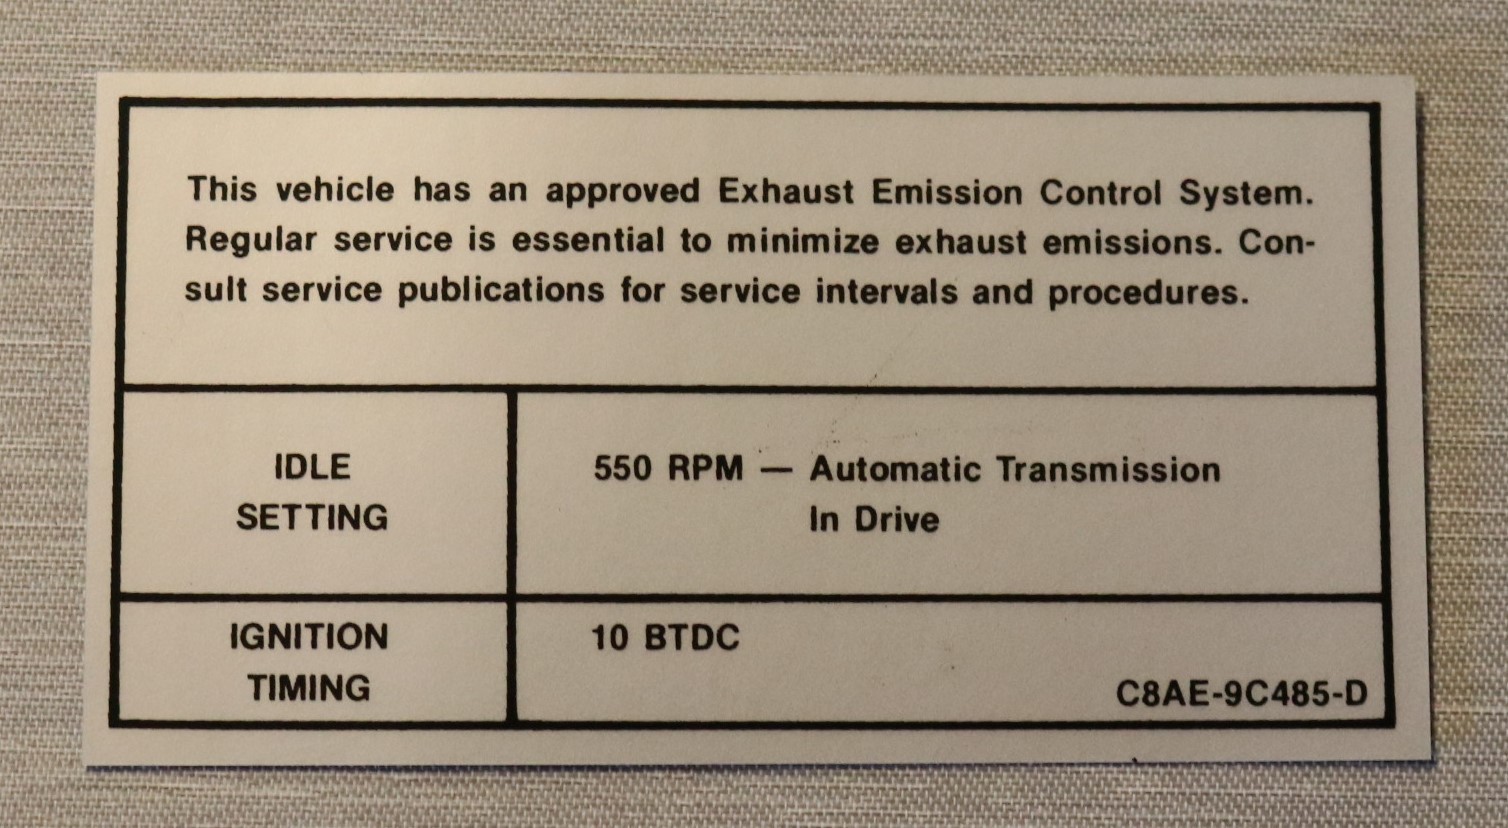 This vehicle has an approved Exhaust Emission Control System.
Regular service is essential to minimize exhaust emissions. Con-
sult service publications for service intervals and procedures.
IDLE
SETTING
550 RPM — Automatic Transmission
In Drive
IGNITION
TIMING
10 BTDC
C8AE-9C485-D